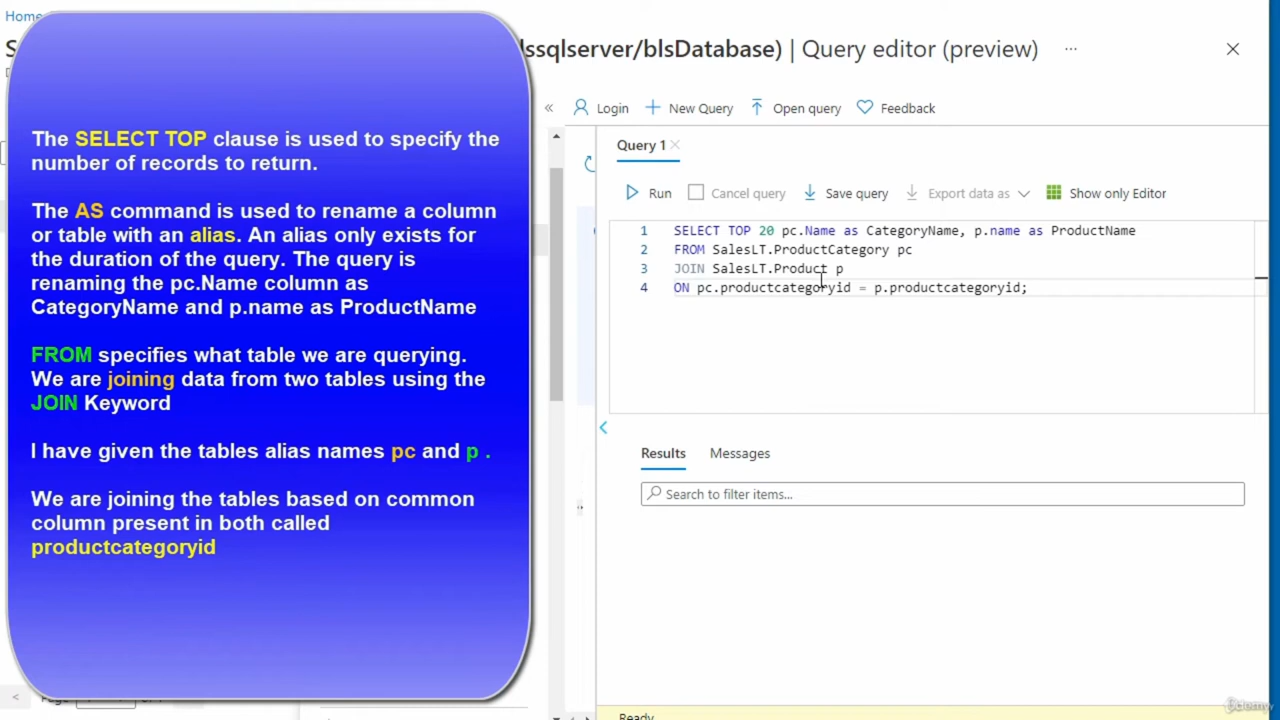 Home
S
ssqlserver/blsDatabase) | Query editor (preview)
...
Login
New Query
Open query
Feedback
Query 1
Run
Cancel query
Save query
Export data as
Show only Editor
1 SELECT TOP 20 pc.Name as CategoryName, p.name as ProductName
2 FROM SalesLT.ProductCategory pc
3 JOIN SalesLT.Product p
4 ON pc.productcategoryid = p.productcategoryid;
Results
Messages
Search to filter items...
The SELECT TOP clause is used to specify the
number of records to return.
The AS command is used to rename a column
or table with an alias. An alias only exists for
the duration of the query. The query is
renaming the pc.Name column as
CategoryName and p.name as ProductName
FROM specifies what table we are querying.
We are joining data from two tables using the
JOIN Keyword
I have given the tables alias names pc and p .
We are joining the tables based on common
column present in both called
productcategoryid
Ready
Udemy